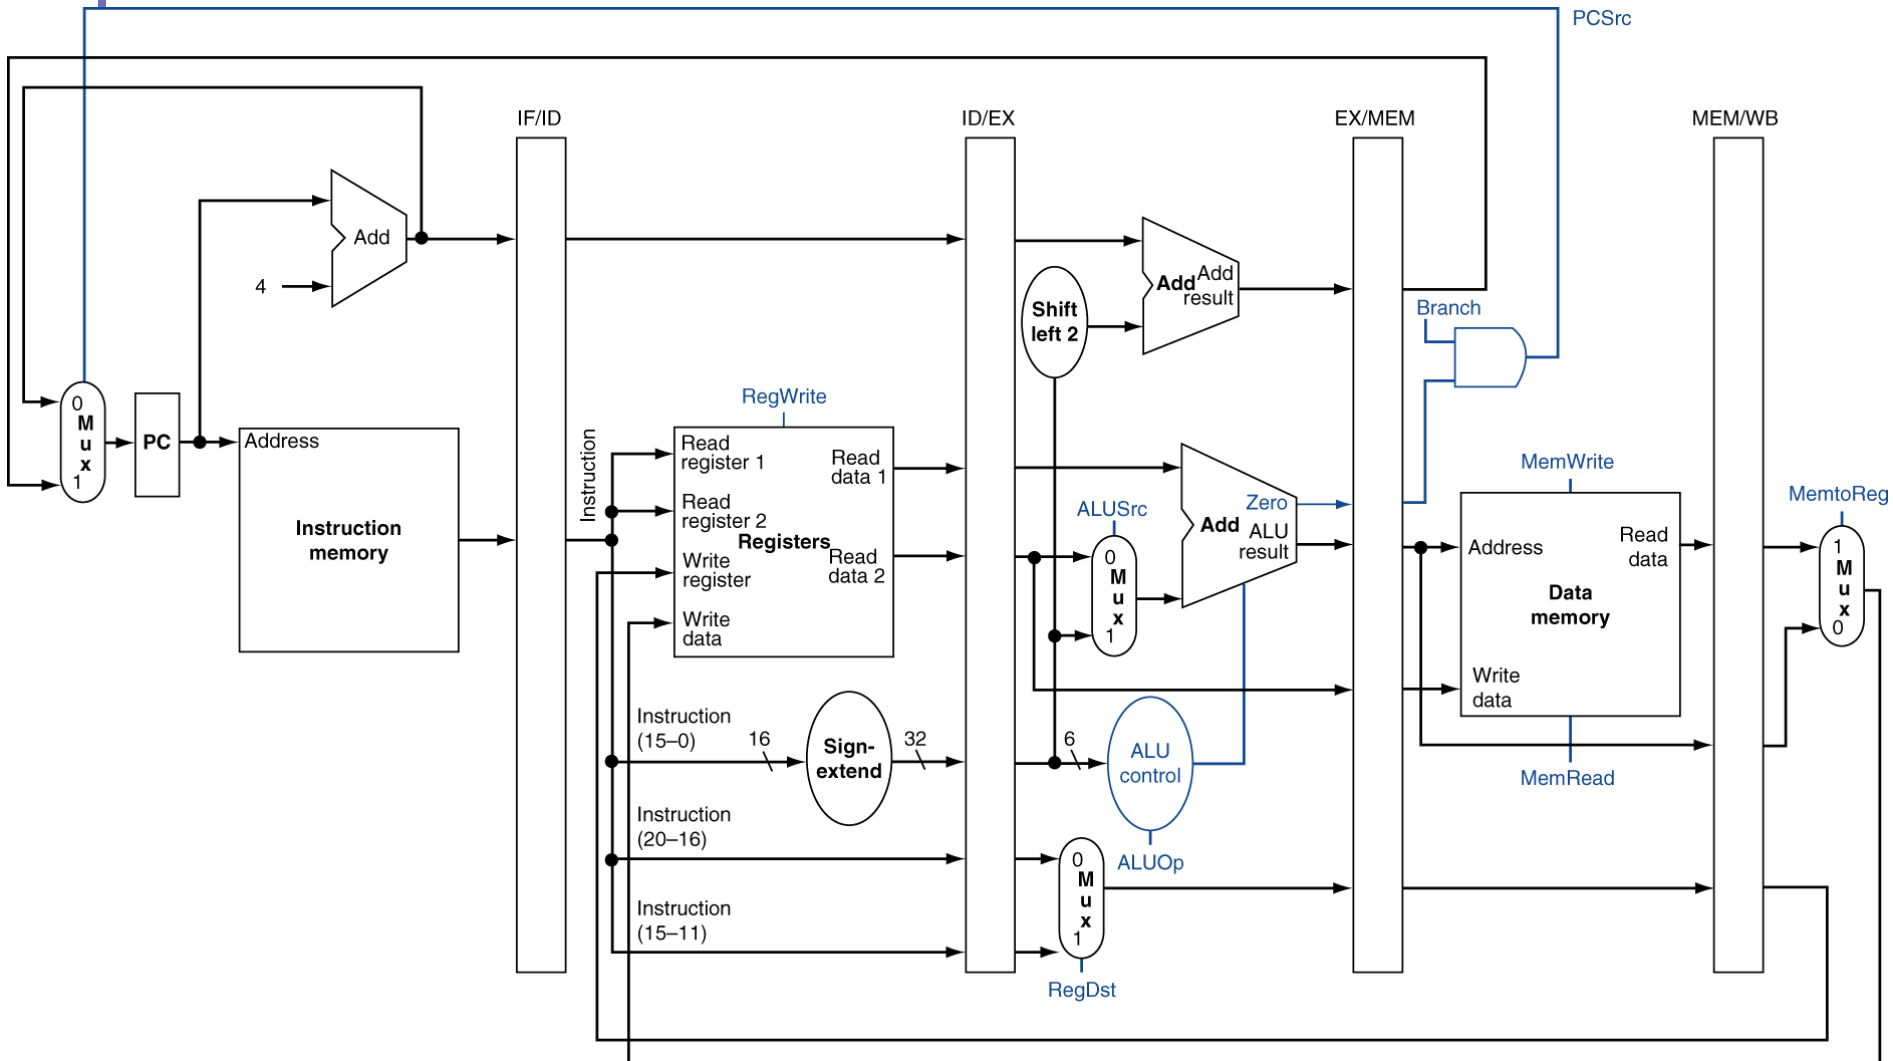 PCSrc
IF/ID
ID/EX
EX/MEM
MEM/WB
Add
4
Add
Add
result
Shift
left 2
Branch
0
M
u
x
1
PC
Address
Instruction
memory
Instruction
RegWrite
Read
register 1
Read
register 2
Write
register
Write
data
Registers
Read
data 1
Read
data 2
ALUSrc
0
M
u
x
1
Add
Zero
ALU
result
MemWrite
Address
Read
data
Data
memory
Write
data
MemRead
MemtoReg
1
M
u
x
0
Instruction
(15–0)
16
Sign-
extend
32
6
ALU
control
ALUOp
Instruction
(20–16)
Instruction
(15–11)
0
M
u
x
1
RegDst